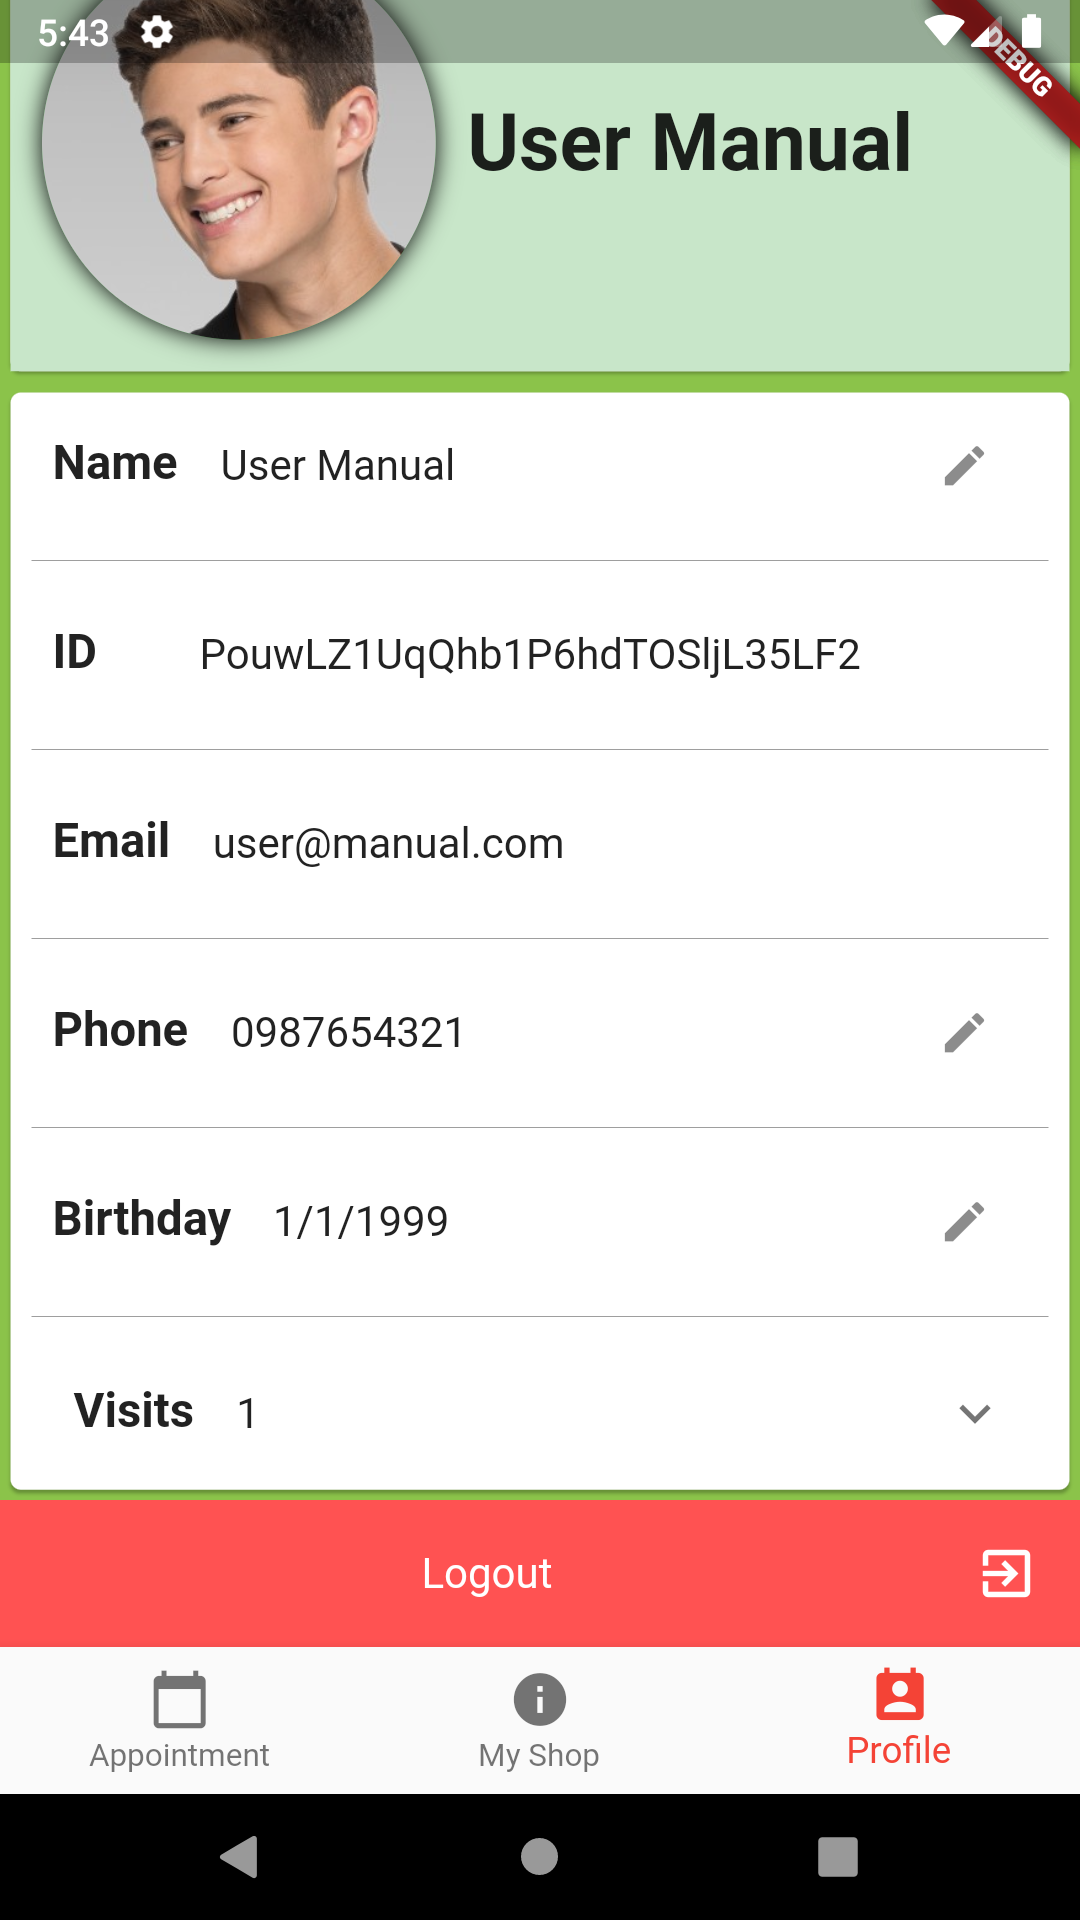 5:43
DEBUG
User Manual
Name User Manual
ID PouwLZ1UqQhb1P6hdTOSljL35LF2
Email user@manual.com
Phone 0987654321
Birthday 1/1/1999
Visits 1
Logout
Appointment My Shop Profile